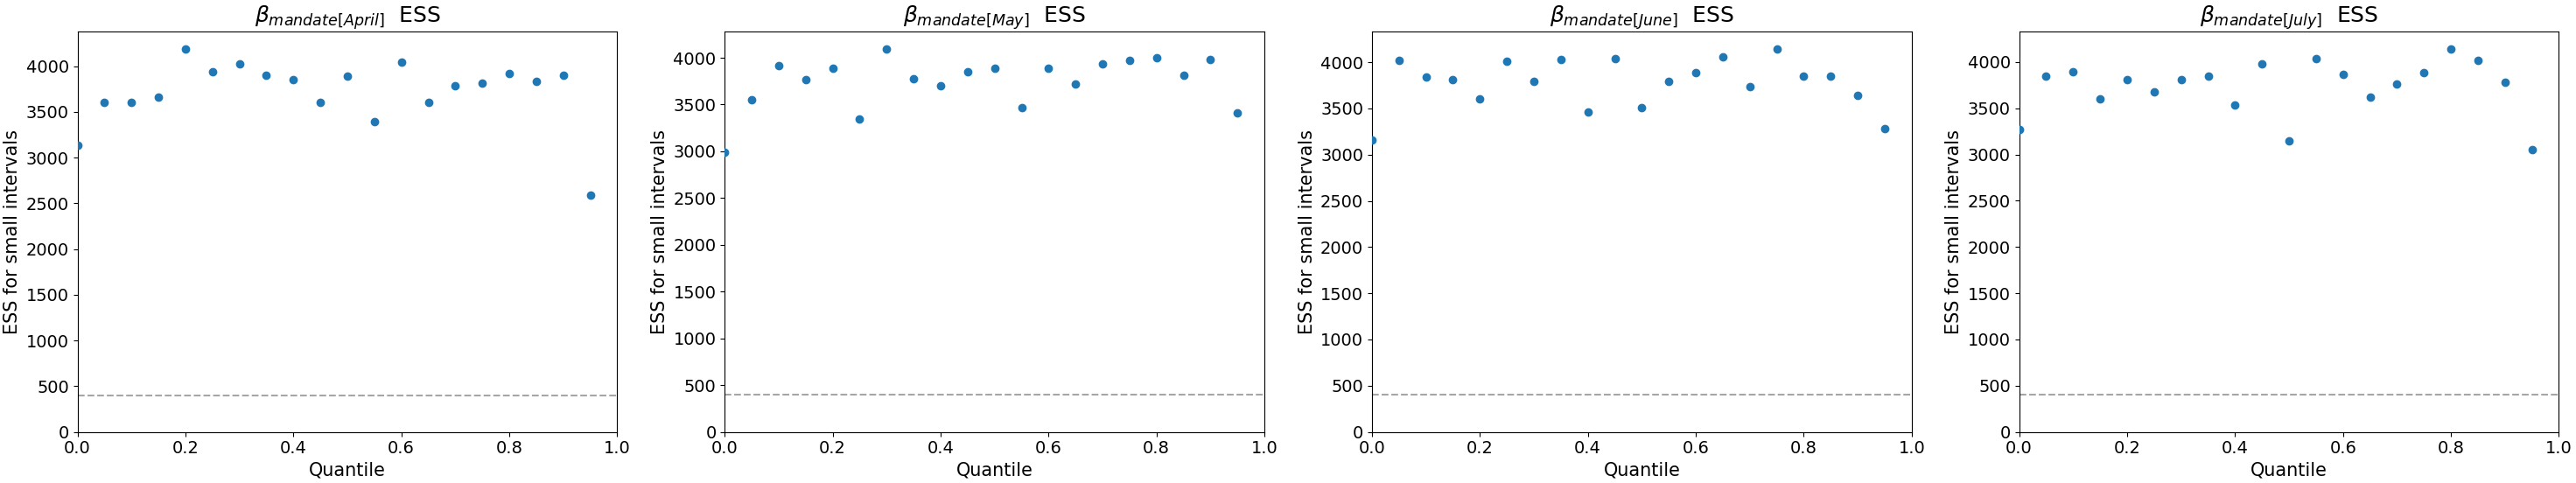 β_mandate[April] ESS
ESS for small intervals
4000
3500
3000
2500
2000
1500
1000
500
0
0.0 0.2 0.4 0.6 0.8 1.0
Quantile
β_mandate[May] ESS
ESS for small intervals
4000
3500
3000
2500
2000
1500
1000
500
0
0.0 0.2 0.4 0.6 0.8 1.0
Quantile
β_mandate[June] ESS
ESS for small intervals
4000
3500
3000
2500
2000
1500
1000
500
0
0.0 0.2 0.4 0.6 0.8 1.0
Quantile
β_mandate[July] ESS
ESS for small intervals
4000
3500
3000
2500
2000
1500
1000
500
0
0.0 0.2 0.4 0.6 0.8 1.0
Quantile